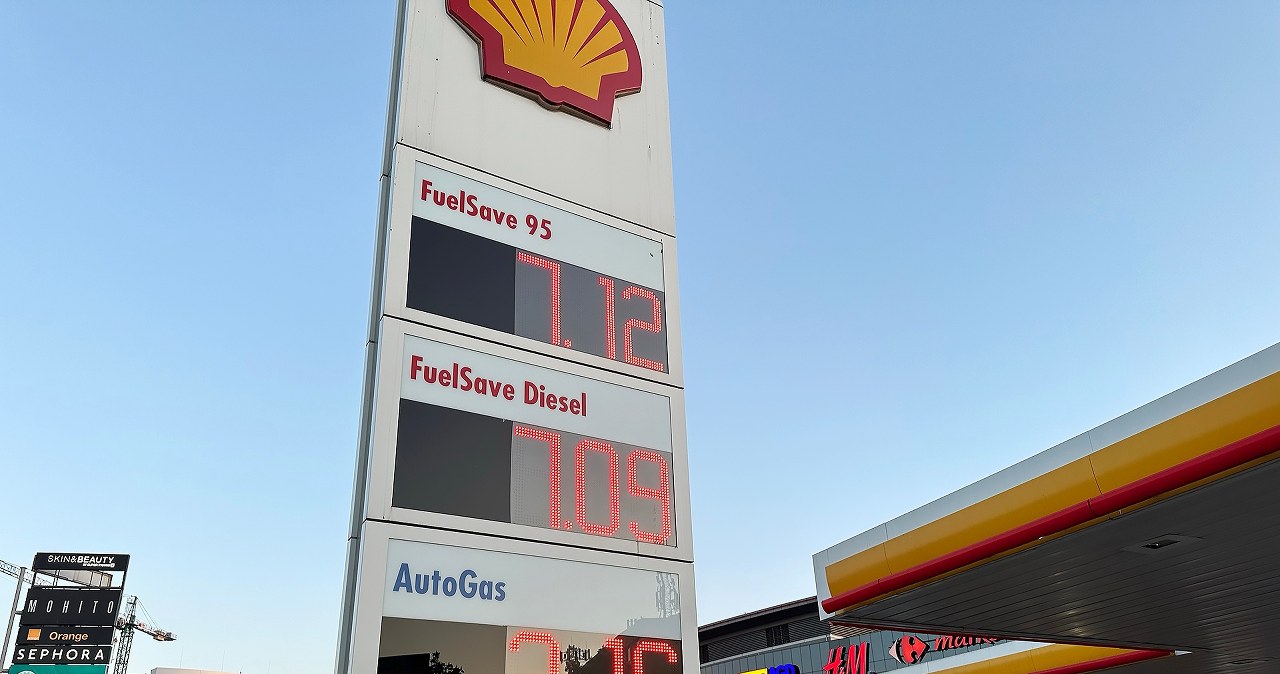 FuelSave 95
7.12
FuelSave Diesel
7.09
AutoGas
SKIN&BEAUTY
MOHITO
Orange
SEPHORA
H&M